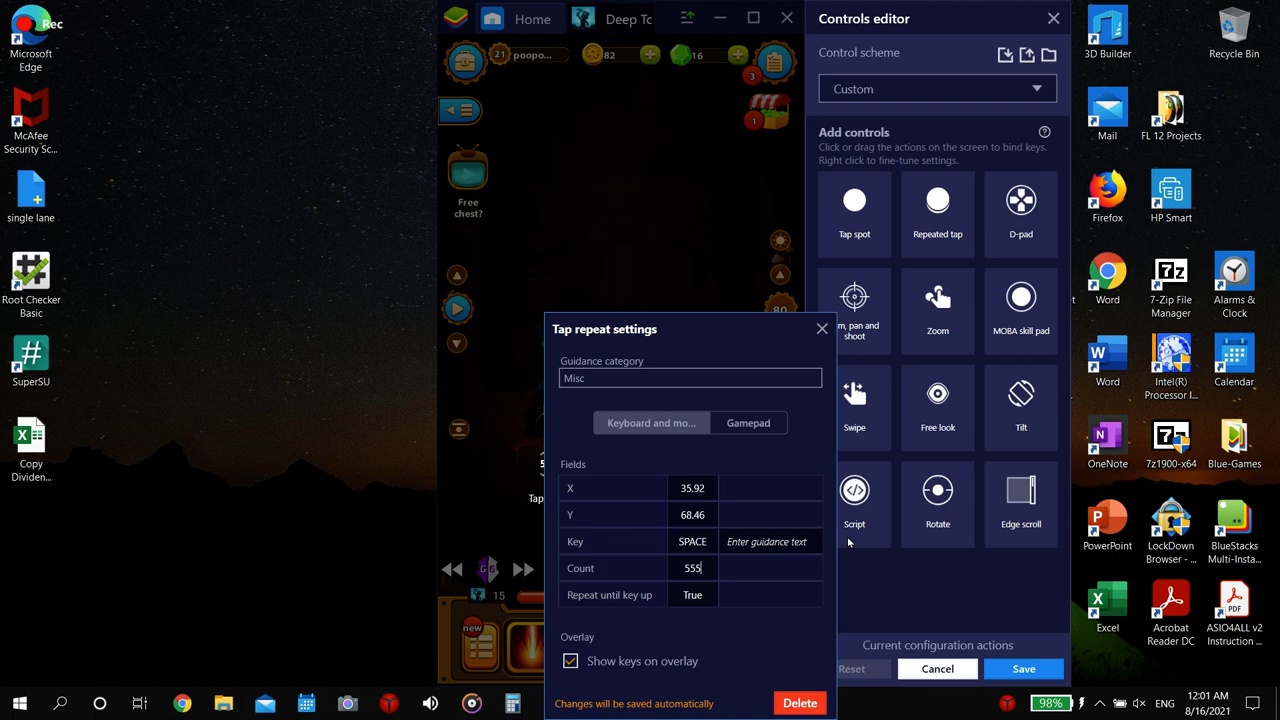 Rec
Microsoft
Edge
McAfee
Security Sc...
single lane
Root Checker
Basic
SuperSU
Copy
Dividen...
Home
Deep Tc
21
poopo...
82
16
3
1
Free
chest?
80
Tap
15
new
Controls editor
Control scheme
Custom
Add controls
Click or drag the actions on the screen to bind keys.
Right click to fine-tune settings.
Tap spot
Repeated tap
D-pad
m, pan and
shoot
Zoom
MOBA skill pad
Swipe
Free look
Tilt
Script
Rotate
Edge scroll
Current configuration actions
Reset
Cancel
Save
Tap repeat settings
Guidance category
Misc
Keyboard and mo...
Gamepad
Fields
X
35.92
Y
68.46
Key
SPACE
Enter guidance text
Count
555
Repeat until key up
True
Overlay
Show keys on overlay
Changes will be saved automatically
Delete
3D Builder
Recycle Bin
Mail
FL 12 Projects
Firefox
HP Smart
Word
7-Zip File
Manager
Alarms &
Clock
Word
Intel(R)
Processor I...
Calendar
OneNote
7z1900-x64
Blue-Games
PowerPoint
LockDown
Browser - ...
BlueStacks
Multi-Insta...
Excel
Acrobat
Reader DC
ASIO4ALL v2
Instruction ...
98%
ENG
12:01 AM
8/16/2021